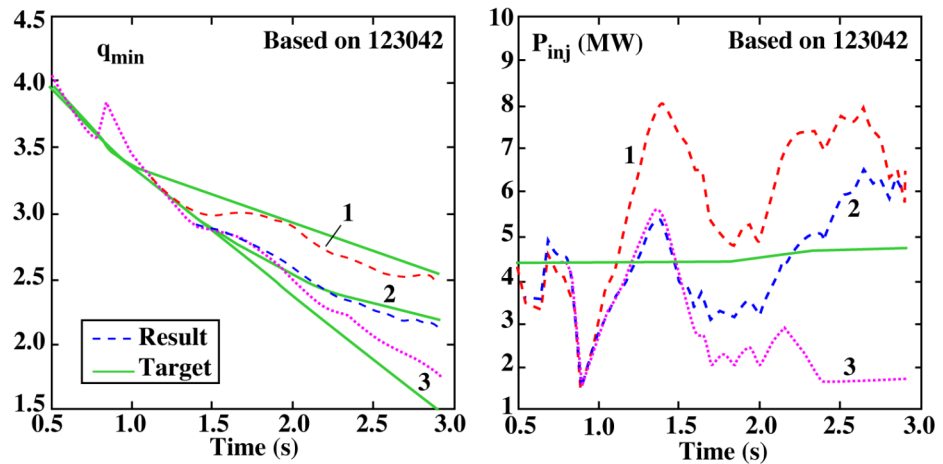 4.5
4.0
3.5
3.0
2.5
2.0
1.5
q_min
Based on 123042
1
2
3
Result
Target
0.5 1.0 1.5 2.0 2.5 3.0
Time (s)
10
9
8
7
6
5
4
3
2
1
P_inj (MW)
Based on 123042
1
2
3
0.5 1.0 1.5 2.0 2.5 3.0
Time (s)